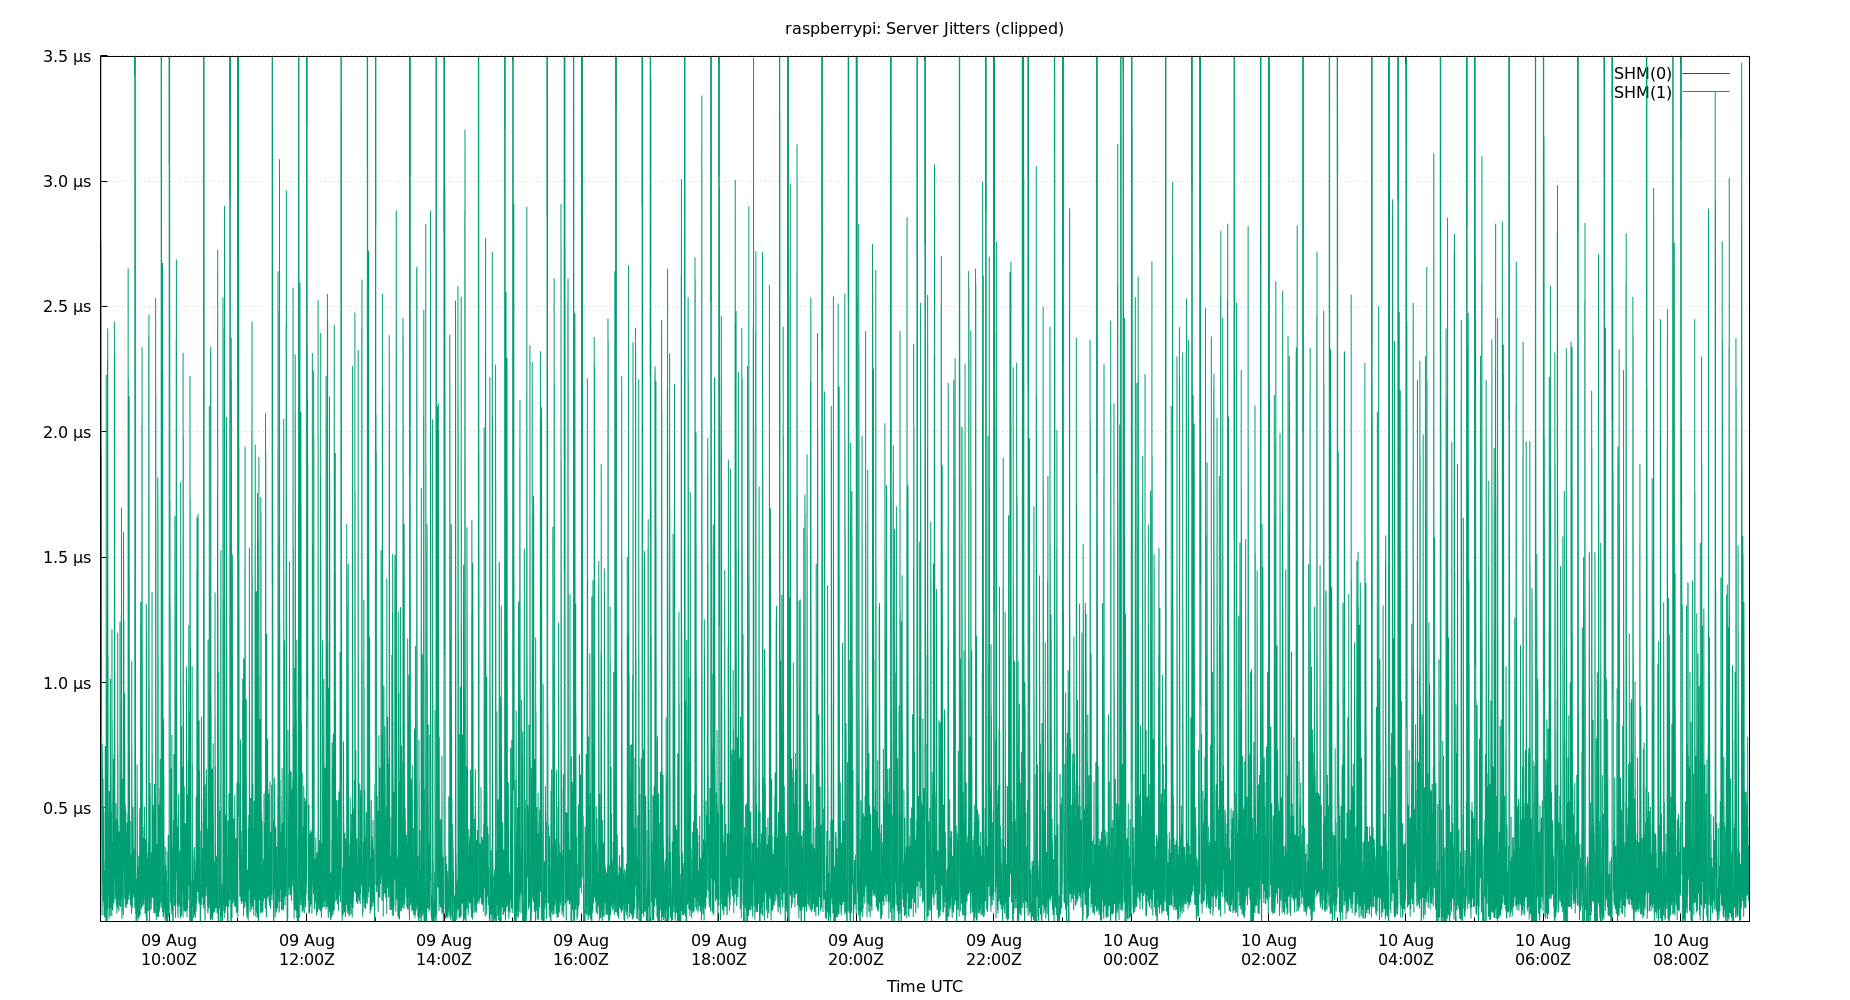 raspberrypi: Server Jitters (clipped)
3.5 µs
3.0 µs
2.5 µs
2.0 µs
1.5 µs
1.0 µs
0.5 µs
SHM(0)
SHM(1)
09 Aug 09 Aug 09 Aug 09 Aug 09 Aug 09 Aug 09 Aug 10 Aug 10 Aug 10 Aug 10 Aug 10 Aug
10:00Z 12:00Z 14:00Z 16:00Z 18:00Z 20:00Z 22:00Z 00:00Z 02:00Z 04:00Z 06:00Z 08:00Z
Time UTC